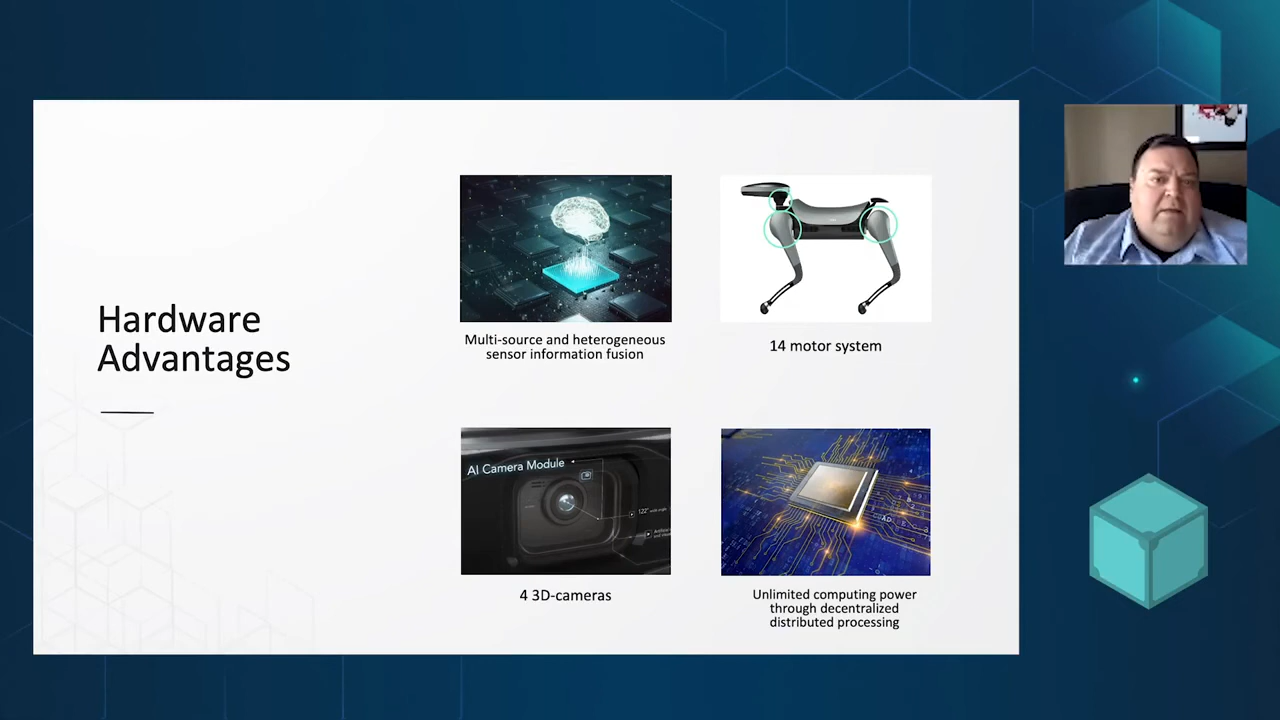 Hardware
Advantages
Multi-source and heterogeneous
sensor information fusion
14 motor system
AI Camera Module
122°
4 3D-cameras
Unlimited computing power
through decentralized
distributed processing